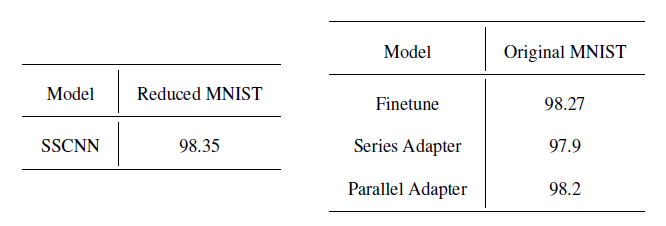 Model Reduced MNIST
SSCNN 98.35
Model Original MNIST
Finetune 98.27
Series Adapter 97.9
Parallel Adapter 98.2